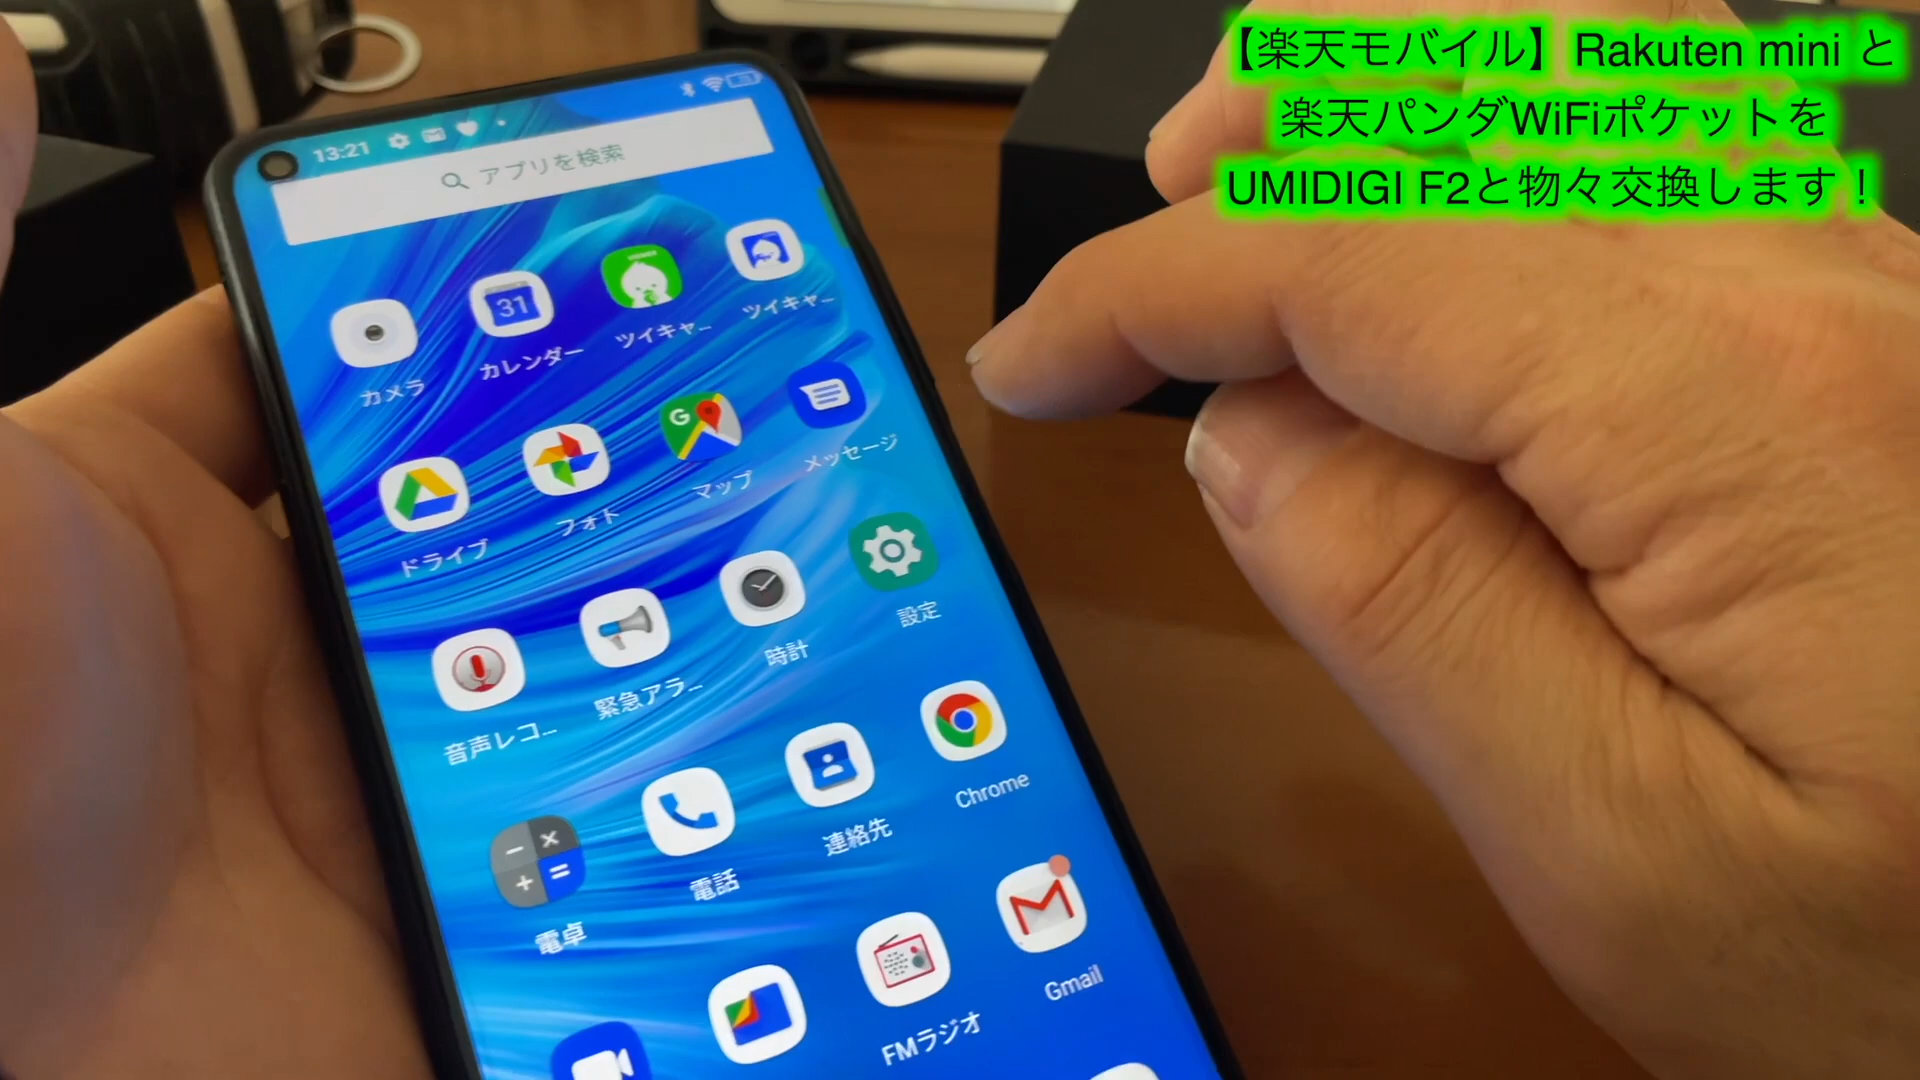 【楽天モバイル】Rakuten mini と
楽天パンダWiFiポケットを
UMIDIGI F2と物々交換します！
13:21
アプリを検索
31
カメラ
カレンダー
VIEWER
ツイキャ...
ツイキャ...
G
ドライブ
フォト
マップ
メッセージ
音声レコ...
緊急アラ...
時計
設定
電卓
電話
連絡先
Chrome
FMラジオ
Gmail